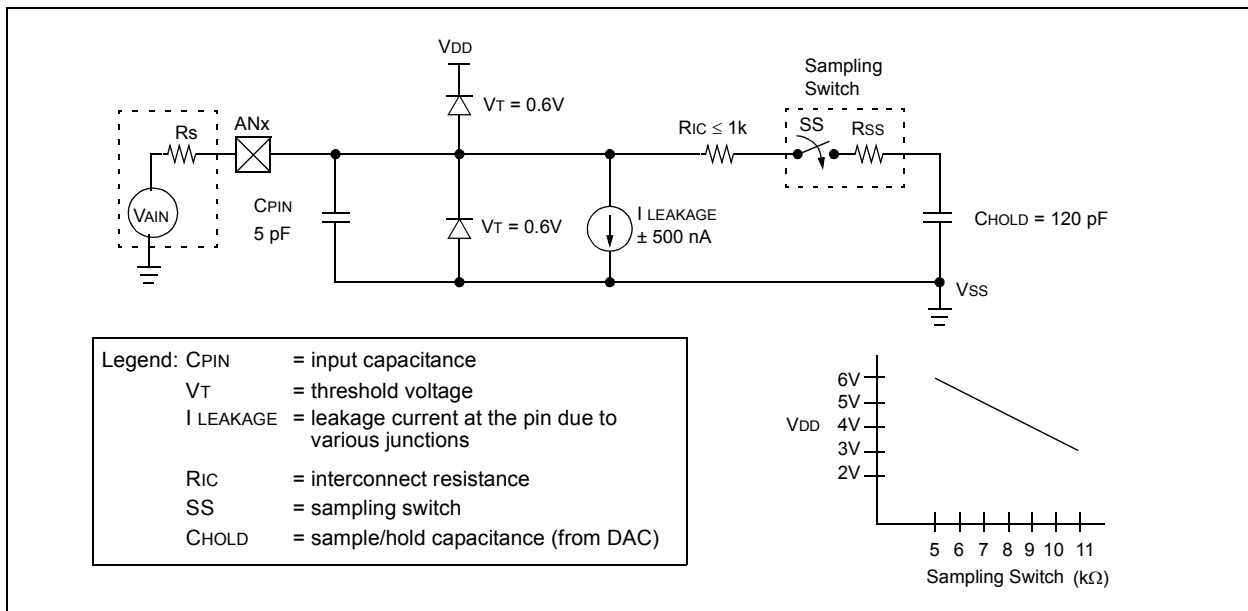 VDD
Sampling
Switch
VT = 0.6V
RS
ANx
RIC ≤ 1k
SS
RSS
VAIN
CPIN
5 pF
VT = 0.6V
I LEAKAGE
± 500 nA
CHOLD = 120 pF
VSS
Legend: CPIN = input capacitance
VT = threshold voltage
I LEAKAGE = leakage current at the pin due to
various junctions
RIC = interconnect resistance
SS = sampling switch
CHOLD = sample/hold capacitance (from DAC)
6V
5V
VDD 4V
3V
2V
5 6 7 8 9 10 11
Sampling Switch (kΩ)